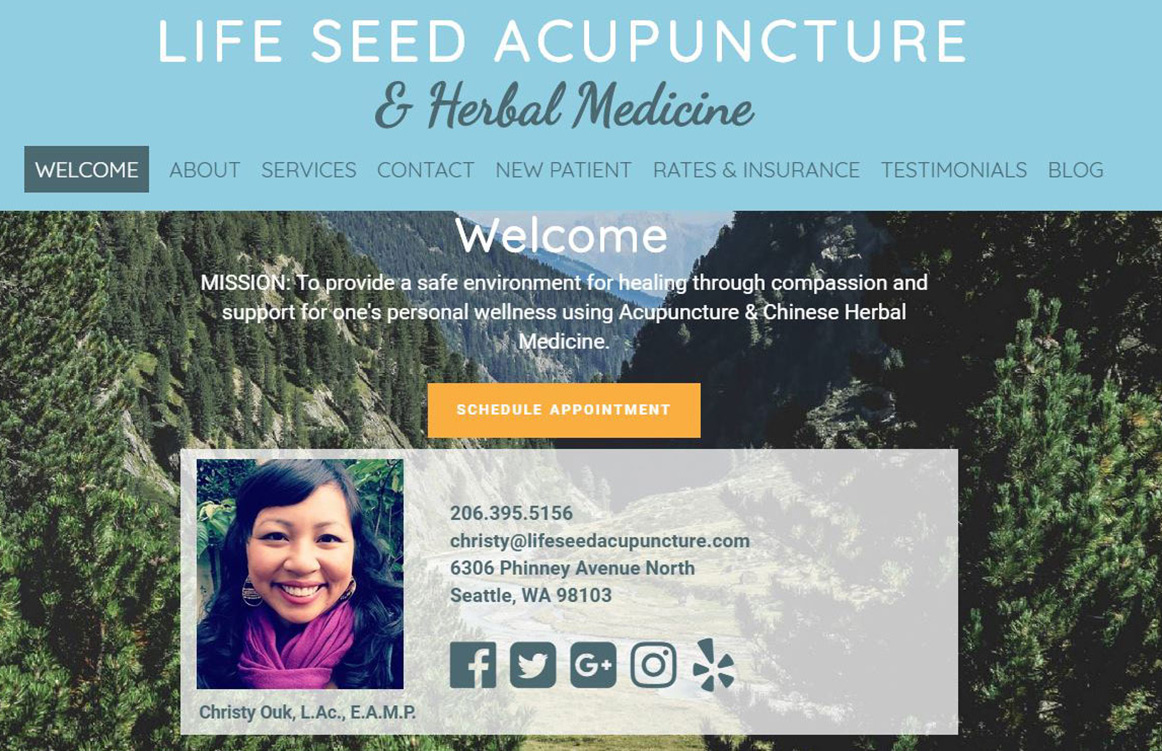 LIFE SEED ACUPUNCTURE
& Herbal Medicine
WELCOME ABOUT SERVICES CONTACT NEW PATIENT RATES & INSURANCE TESTIMONIALS BLOG
Welcome
MISSION: To provide a safe environment for healing through compassion and
support for one's personal wellness using Acupuncture & Chinese Herbal
Medicine.
SCHEDULE APPOINTMENT
206.395.5156
christy@lifeseedacupuncture.com
6306 Phinney Avenue North
Seattle, WA 98103
G+
Christy Ouk, L.Ac., E.A.M.P.